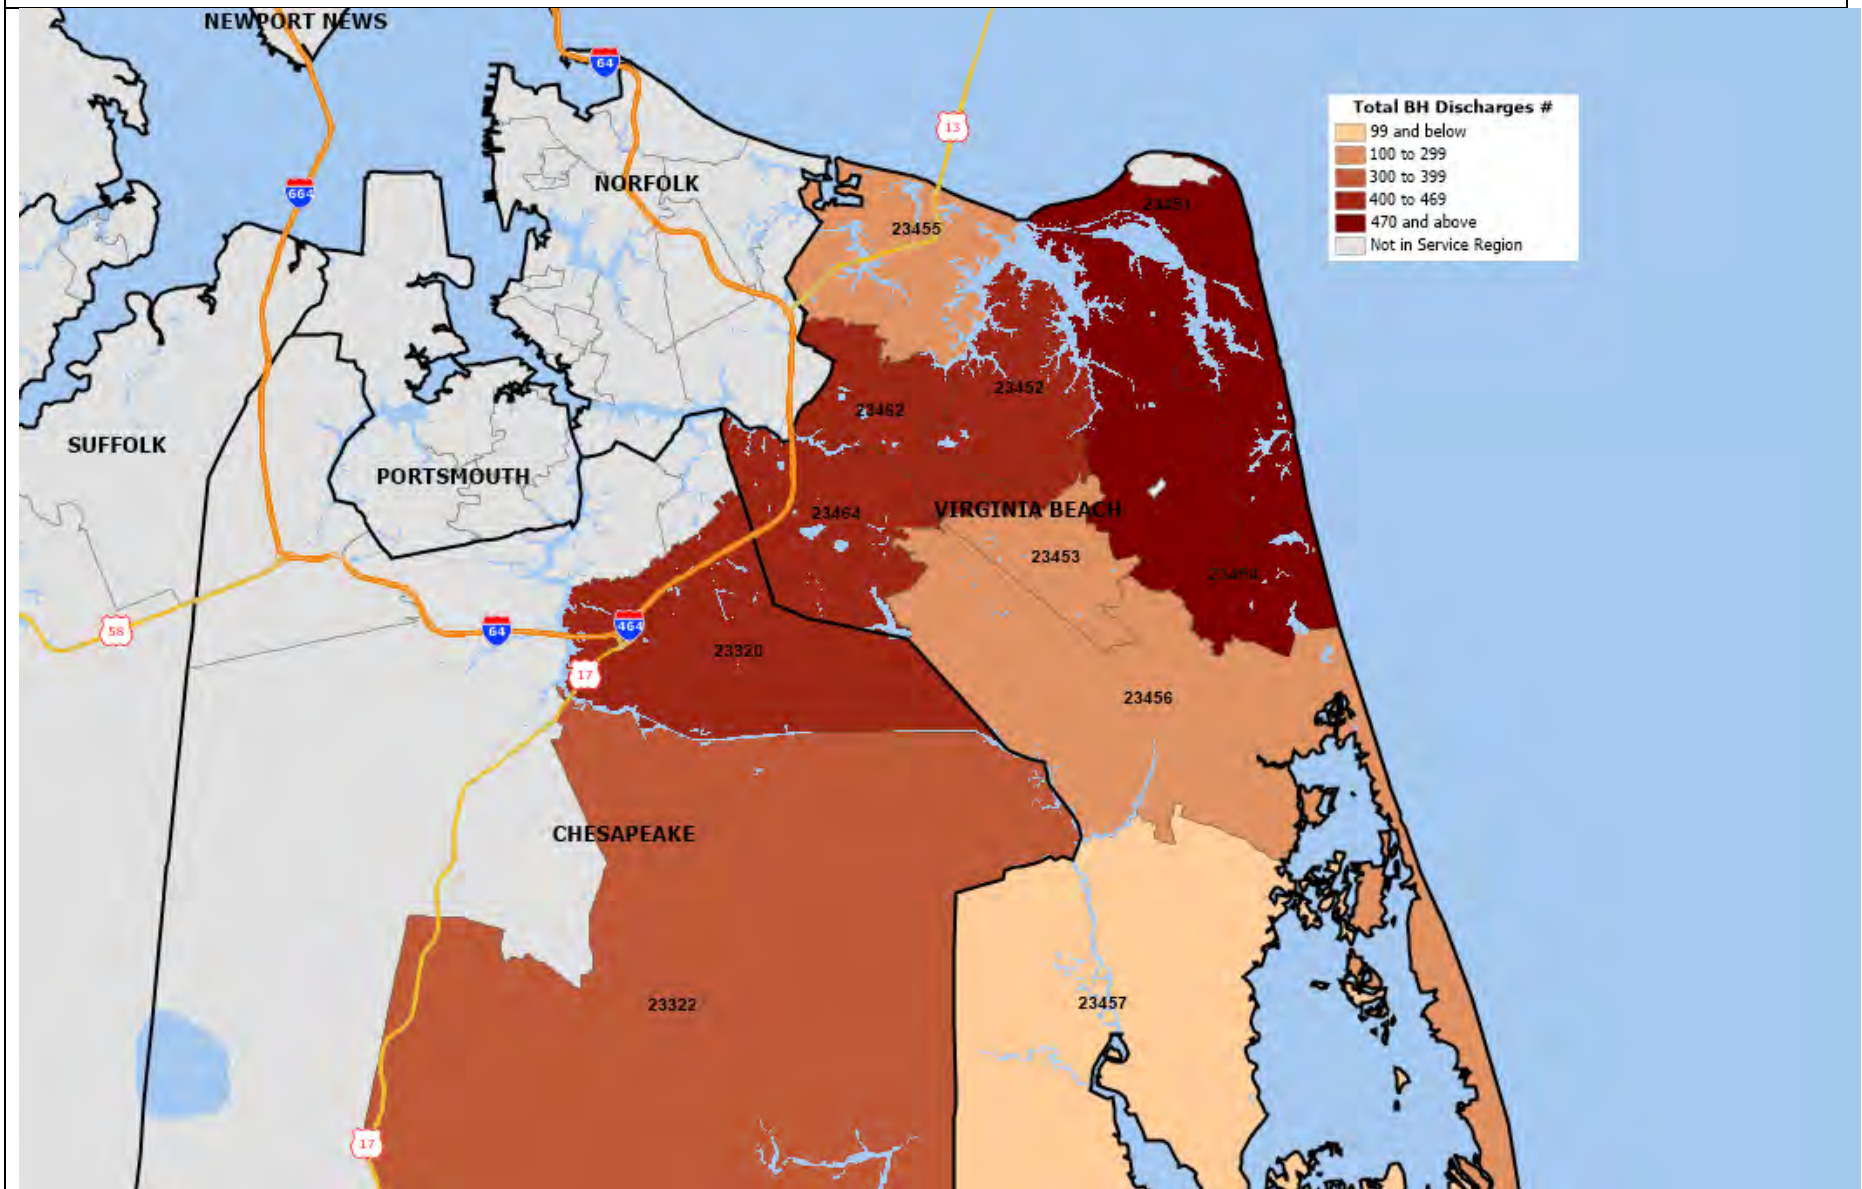 NEWPORT NEWS
64
Total BH Discharges #
99 and below
100 to 299
300 to 399
400 to 469
470 and above
Not in Service Region
13
NORFOLK
664
23451
23455
23452
23462
SUFFOLK
PORTSMOUTH
23464
VIRGINIA BEACH
23453
58
64
464
23320
17
23456
CHESAPEAKE
23322
23457
17